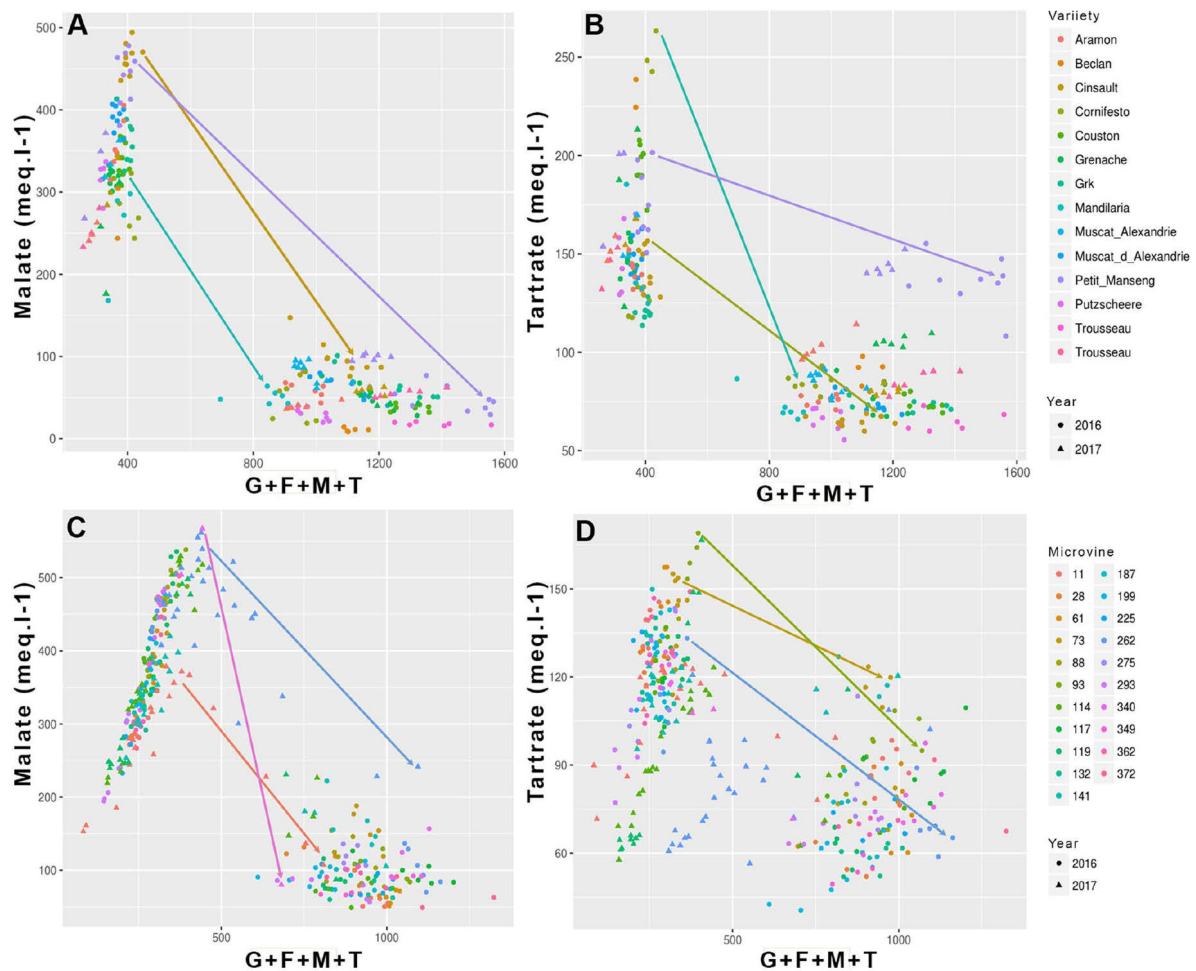 A
Malate (meq.l-1)
500
400
300
200
100
0
400
800
1200
1600
G+F+M+T
B
Tartrate (meq.l-1)
250
200
150
100
50
400
800
1200
1600
G+F+M+T
Variiety
Aramon
Beclan
Cinsault
Cornifesto
Couston
Grenache
Grk
Mandilaria
Muscat_Alexandrie
Muscat_d_Alexandrie
Petit_Manseng
Putzscheere
Trousseau
Trousseau
Year
2016
2017
C
Malate (meq.l-1)
500
400
300
200
100
500
1000
G+F+M+T
D
Tartrate (meq.l-1)
150
120
90
60
500
1000
G+F+M+T
Microvine
11 187
28 199
61 225
73 262
88 275
93 293
114 340
117 349
119 362
132 372
141
Year
2016
2017